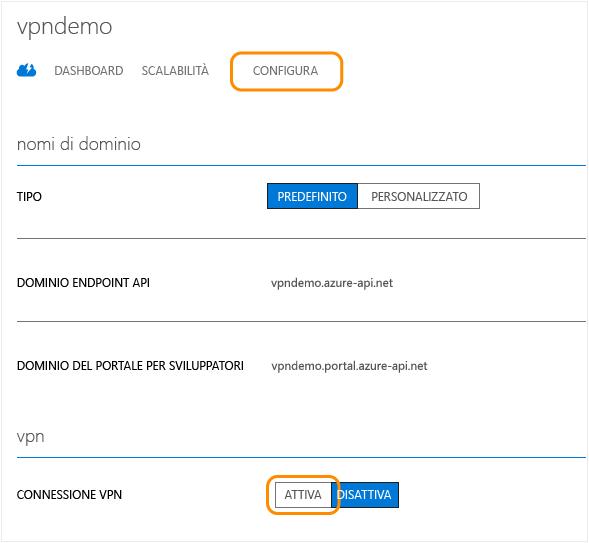 vpndemo
DASHBOARD SCALABILITÀ CONFIGURA
nomi di dominio
TIPO PREDEFINITO PERSONALIZZATO
DOMINIO ENDPOINT API vpndemo.azure-api.net
DOMINIO DEL PORTALE PER SVILUPPATORI vpndemo.portal.azure-api.net
vpn
CONNESSIONE VPN ATTIVA DISATTIVA